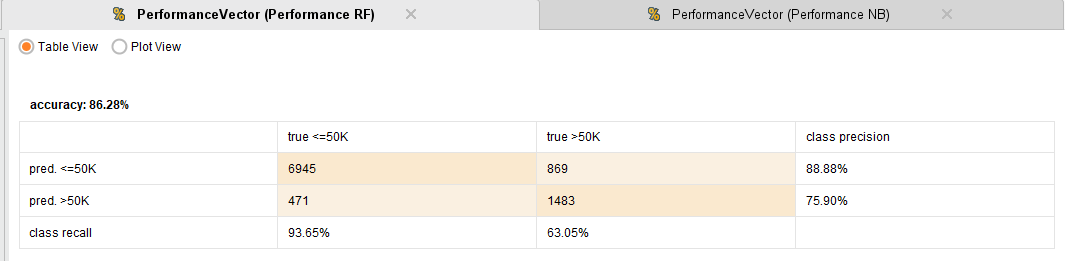 PerformanceVector (Performance RF) PerformanceVector (Performance NB)
Table View Plot View
accuracy: 86.28%
true <=50K true >50K class precision
pred. <=50K 6945 869 88.88%
pred. >50K 471 1483 75.90%
class recall 93.65% 63.05%